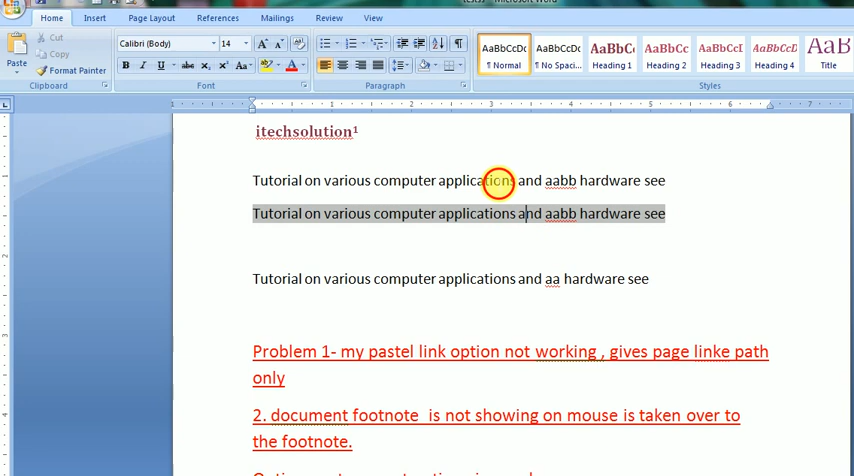 Microsoft Word
Home Insert Page Layout References Mailings Review View
Cut
Copy
Format Painter
Paste
Clipboard
Calibri (Body) 14
Font
Paragraph
AaBbCcDc AaBbCcDc AaBbCc AaBbCc AaBbCcI AaBbCcD AaB
¶ Normal ¶ No Spaci... Heading 1 Heading 2 Heading 3 Heading 4 Title
Styles
itechsolution¹
Tutorial on various computer applications and aabb hardware see
Tutorial on various computer applications and aabb hardware see
Tutorial on various computer applications and aa hardware see
Problem 1- my pastel link option not working , gives page linke path
only
2. document footnote is not showing on mouse is taken over to
the footnote.